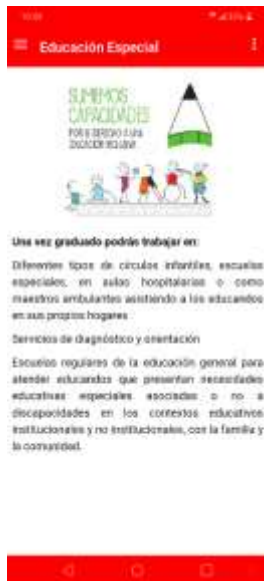 Educación Especial
SUMEMOS
CAPACIDADES
POR EL DERECHO A UNA
EDUCACIÓN INCLUSIVA
Una vez graduado podrás trabajar en:
Diferentes tipos de círculos infantiles, escuelas
especiales, en aulas hospitalarias o como
maestros ambulantes asistiendo a los educandos
en sus propios hogares
Servicios de diagnóstico y orientación
Escuelas regulares de la educación general para
atender educandos que presentan necesidades
educativas especiales asociadas o no a
discapacidades en los contextos educativos
institucionales y no institucionales, con la familia y
la comunidad.